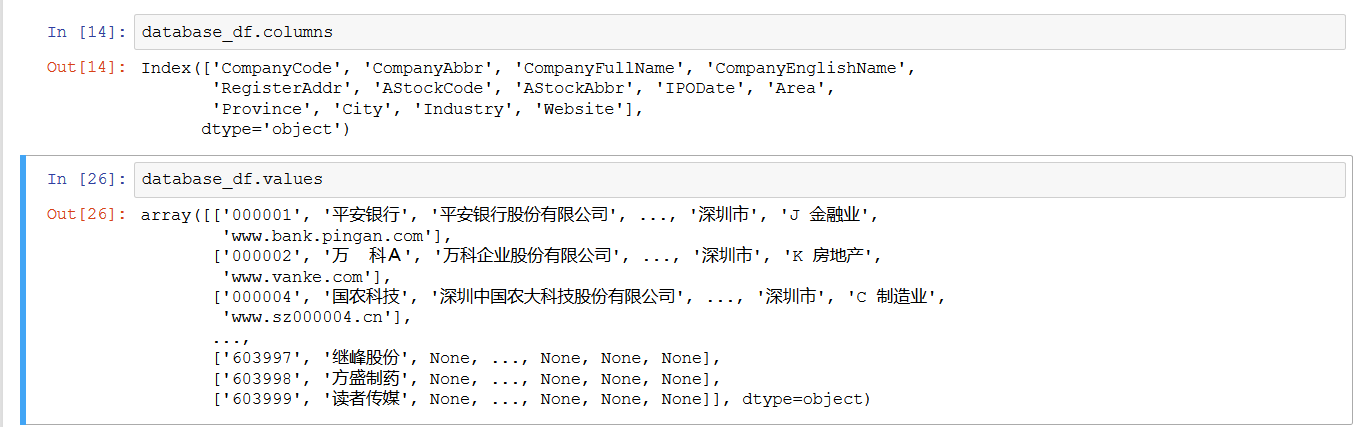 In [14]: database_df.columns
Out[14]: Index(['CompanyCode', 'CompanyAbbr', 'CompanyFullName', 'CompanyEnglishName',
'RegisterAddr', 'AStockCode', 'AStockAbbr', 'IPODate', 'Area',
'Province', 'City', 'Industry', 'Website'],
dtype='object')
In [26]: database_df.values
Out[26]: array([['000001', '平安银行', '平安银行股份有限公司', ..., '深圳市', 'J 金融业',
'www.bank.pingan.com'],
['000002', '万　科Ａ', '万科企业股份有限公司', ..., '深圳市', 'K 房地产',
'www.vanke.com'],
['000004', '国农科技', '深圳中国农大科技股份有限公司', ..., '深圳市', 'C 制造业',
'www.sz000004.cn'],
...,
['603997', '继峰股份', None, ..., None, None, None],
['603998', '方盛制药', None, ..., None, None, None],
['603999', '读者传媒', None, ..., None, None, None]], dtype=object)